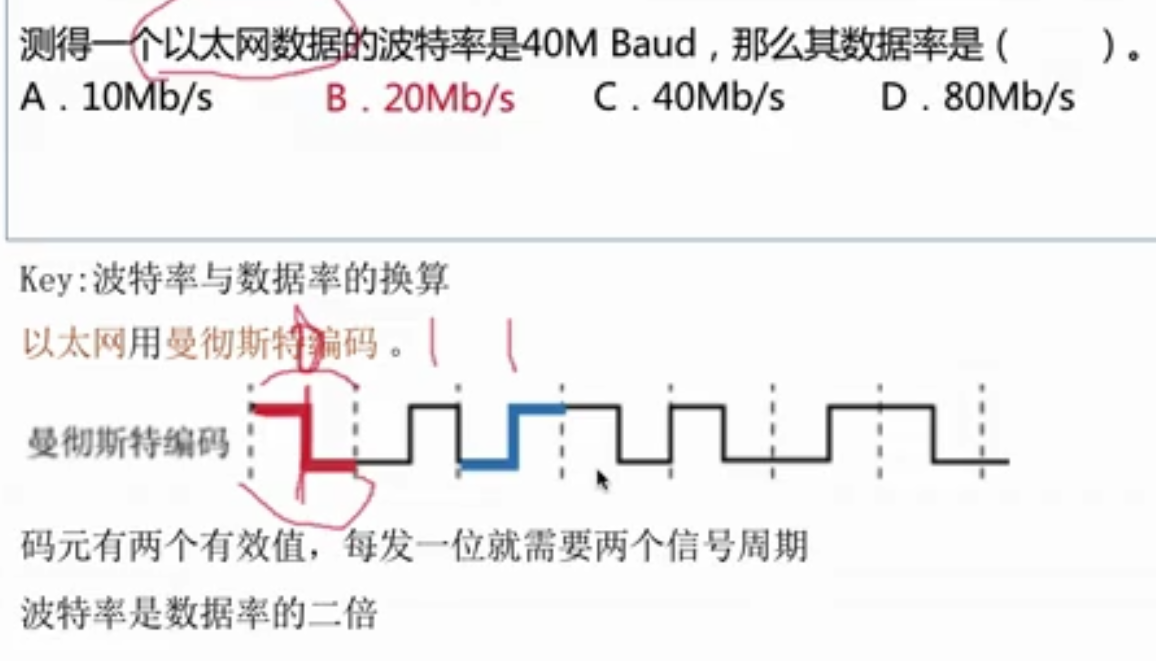 测得一个以太网数据的波特率是40M Baud，那么其数据率是（　　）。
A．10Mb/s　B．20Mb/s　C．40Mb/s　D．80Mb/s
Key:波特率与数据率的换算
以太网用曼彻斯特编码。
曼彻斯特编码
码元有两个有效值，每发一位就需要两个信号周期
波特率是数据率的二倍